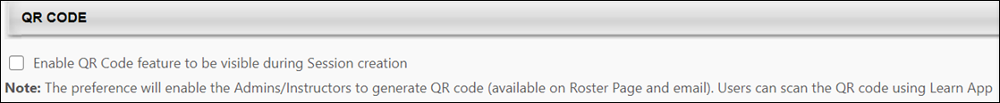 QR CODE
Enable QR Code feature to be visible during Session creation
Note: The preference will enable the Admins/Instructors to generate QR code (available on Roster Page and email). Users can scan the QR code using Learn App